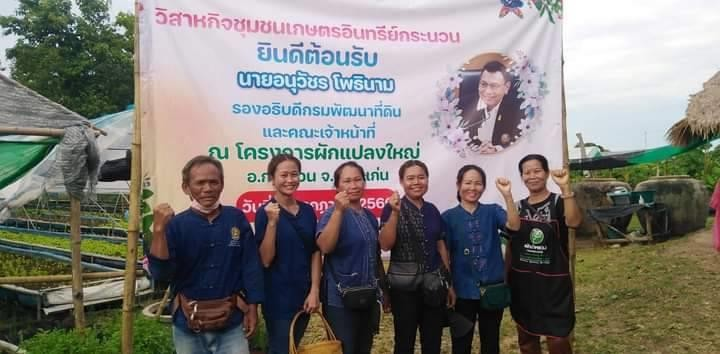 วิสาหกิจชุมชนเกษตรอินทรีย์กระนวน
ยินดีต้อนรับ
นายอนุวัชร โพธินาม
รองอธิบดีกรมพัฒนาที่ดิน
และคณะเจ้าหน้าที่
ณ โครงการผักแปลงใหญ่